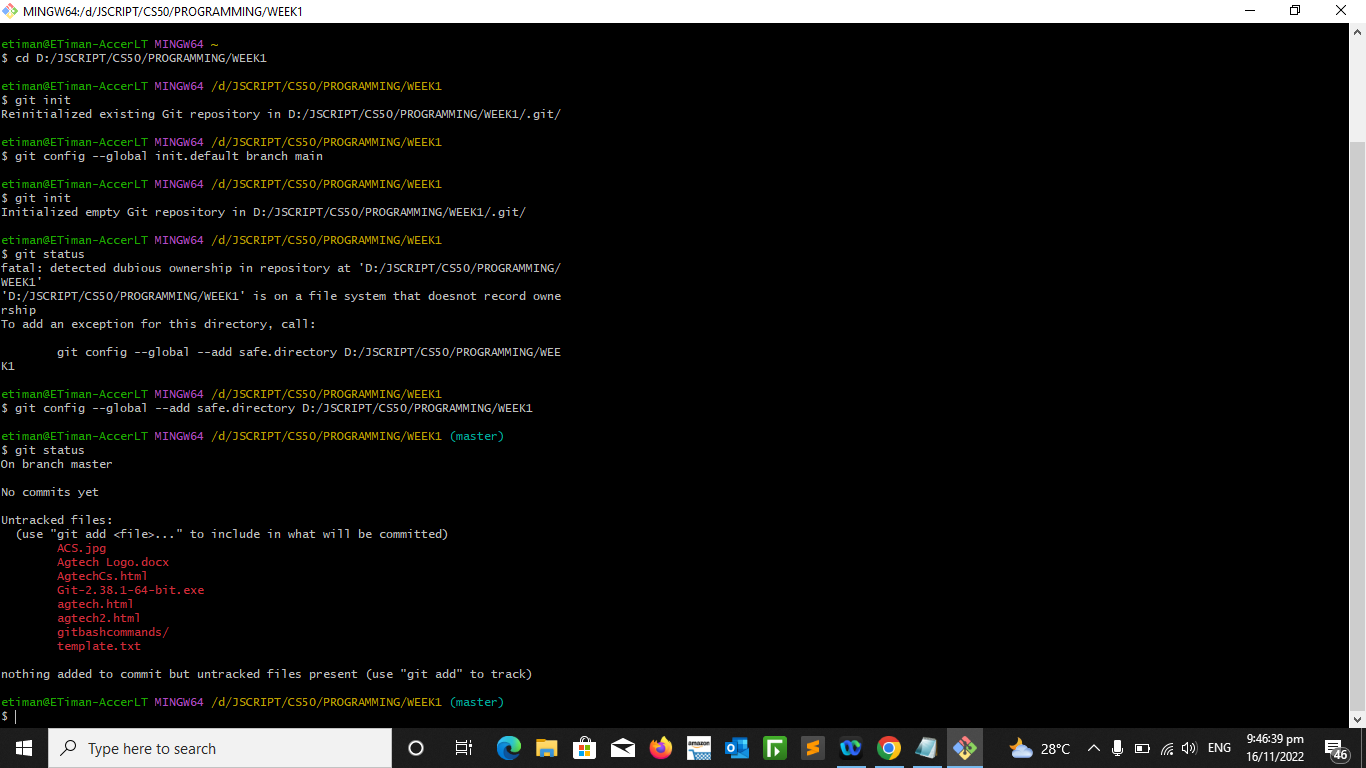 MINGW64:/d/JSCRIPT/CS50/PROGRAMMING/WEEK1
etiman@ETiman-AccerLT MINGW64 ~
$ cd D:/JSCRIPT/CS50/PROGRAMMING/WEEK1
etiman@ETiman-AccerLT MINGW64 /d/JSCRIPT/CS50/PROGRAMMING/WEEK1
$ git init
Reinitialized existing Git repository in D:/JSCRIPT/CS50/PROGRAMMING/WEEK1/.git/
etiman@ETiman-AccerLT MINGW64 /d/JSCRIPT/CS50/PROGRAMMING/WEEK1
$ git config --global init.default branch main
etiman@ETiman-AccerLT MINGW64 /d/JSCRIPT/CS50/PROGRAMMING/WEEK1
$ git init
Initialized empty Git repository in D:/JSCRIPT/CS50/PROGRAMMING/WEEK1/.git/
etiman@ETiman-AccerLT MINGW64 /d/JSCRIPT/CS50/PROGRAMMING/WEEK1
$ git status
fatal: detected dubious ownership in repository at 'D:/JSCRIPT/CS50/PROGRAMMING/
WEEK1'
'D:/JSCRIPT/CS50/PROGRAMMING/WEEK1' is on a file system that doesnot record owne
rship
To add an exception for this directory, call:
git config --global --add safe.directory D:/JSCRIPT/CS50/PROGRAMMING/WEE
K1
etiman@ETiman-AccerLT MINGW64 /d/JSCRIPT/CS50/PROGRAMMING/WEEK1
$ git config --global --add safe.directory D:/JSCRIPT/CS50/PROGRAMMING/WEEK1
etiman@ETiman-AccerLT MINGW64 /d/JSCRIPT/CS50/PROGRAMMING/WEEK1 (master)
$ git status
On branch master
No commits yet
Untracked files:
(use "git add <file>..." to include in what will be committed)
ACS.jpg
Agtech Logo.docx
AgtechCs.html
Git-2.38.1-64-bit.exe
agtech.html
agtech2.html
gitbashcommands/
template.txt
nothing added to commit but untracked files present (use "git add" to track)
etiman@ETiman-AccerLT MINGW64 /d/JSCRIPT/CS50/PROGRAMMING/WEEK1 (master)
$
Type here to search
amazon
28°C
ENG
9:46:39 pm
16/11/2022
46